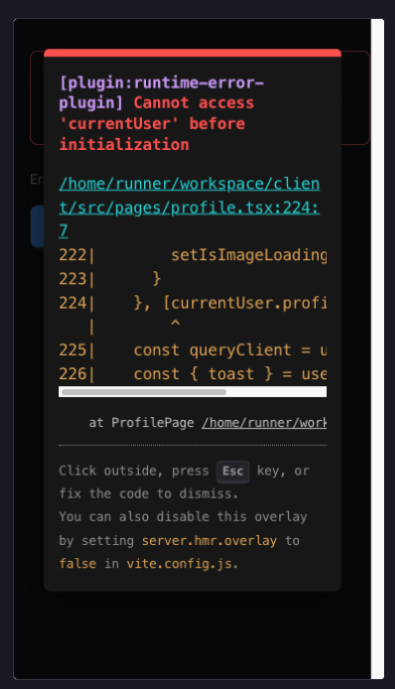 [plugin:runtime-error-
plugin] Cannot access
'currentUser' before
initialization
/home/runner/workspace/clien
t/src/pages/profile.tsx:224:
7
222|        setIsImageLoading
223|      }
224|    }, [currentUser.profi
   |        ^
225|    const queryClient = u
226|    const { toast } = use
at ProfilePage /home/runner/work
Click outside, press Esc key, or
fix the code to dismiss.
You can also disable this overlay
by setting server.hmr.overlay to
false in vite.config.js.